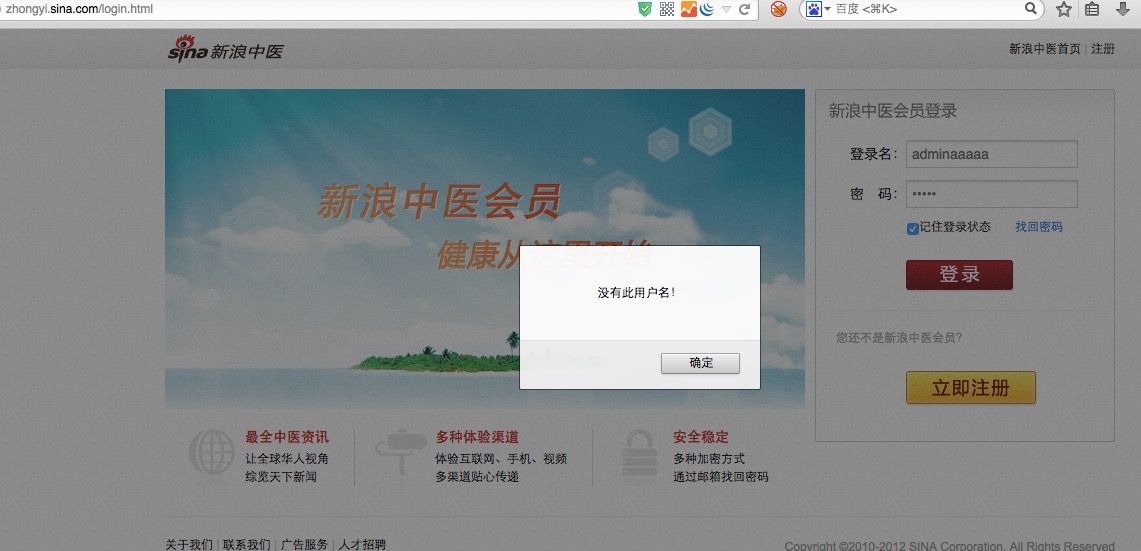 zhongyi.sina.com/login.html
百度 <⌘K>
sina 新浪中医
新浪中医首页 | 注册
新浪中医会员
健康从这里开始
新浪中医会员登录
登录名：
adminaaaaa
密 码：
•••••
记住登录状态
找回密码
登录
您还不是新浪中医会员?
立即注册
没有此用户名！
确定
最全中医资讯
让全球华人视角
综览天下新闻
多种体验渠道
体验互联网、手机、视频
多渠道贴心传递
安全稳定
多种加密方式
通过邮箱找回密码
关于我们 | 联系我们 | 广告服务 | 人才招聘
Copyright ©2010-2012 SINA Corporation, All Rights Reserved